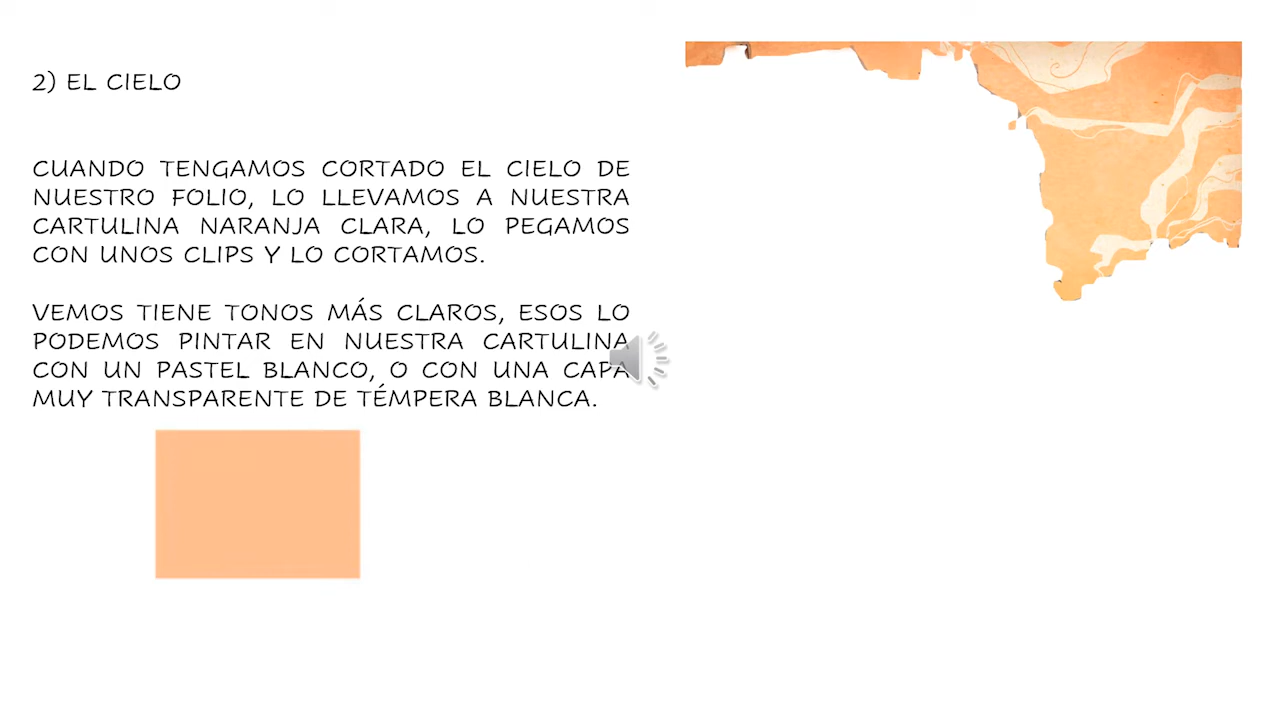 2) EL CIELO
CUANDO TENGAMOS CORTADO EL CIELO DE
NUESTRO FOLIO, LO LLEVAMOS A NUESTRA
CARTULINA NARANJA CLARA, LO PEGAMOS
CON UNOS CLIPS Y LO CORTAMOS.
VEMOS TIENE TONOS MÁS CLAROS, ESOS LO
PODEMOS PINTAR EN NUESTRA CARTULINA
CON UN PASTEL BLANCO, O CON UNA CAPA
MUY TRANSPARENTE DE TÉMPERA BLANCA.